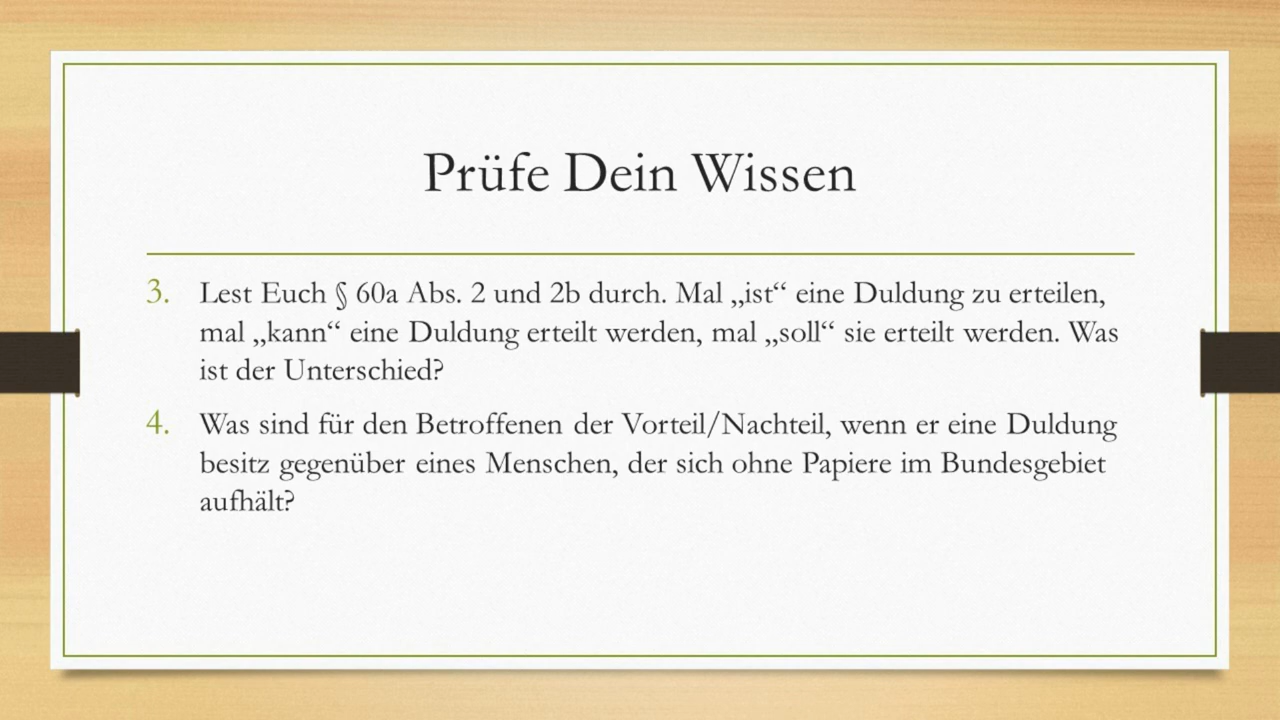 Prüfe Dein Wissen
3. Lest Euch § 60a Abs. 2 und 2b durch. Mal „ist“ eine Duldung zu erteilen,
mal „kann“ eine Duldung erteilt werden, mal „soll“ sie erteilt werden. Was
ist der Unterschied?
4. Was sind für den Betroffenen der Vorteil/Nachteil, wenn er eine Duldung
besitz gegenüber eines Menschen, der sich ohne Papiere im Bundesgebiet
aufhält?